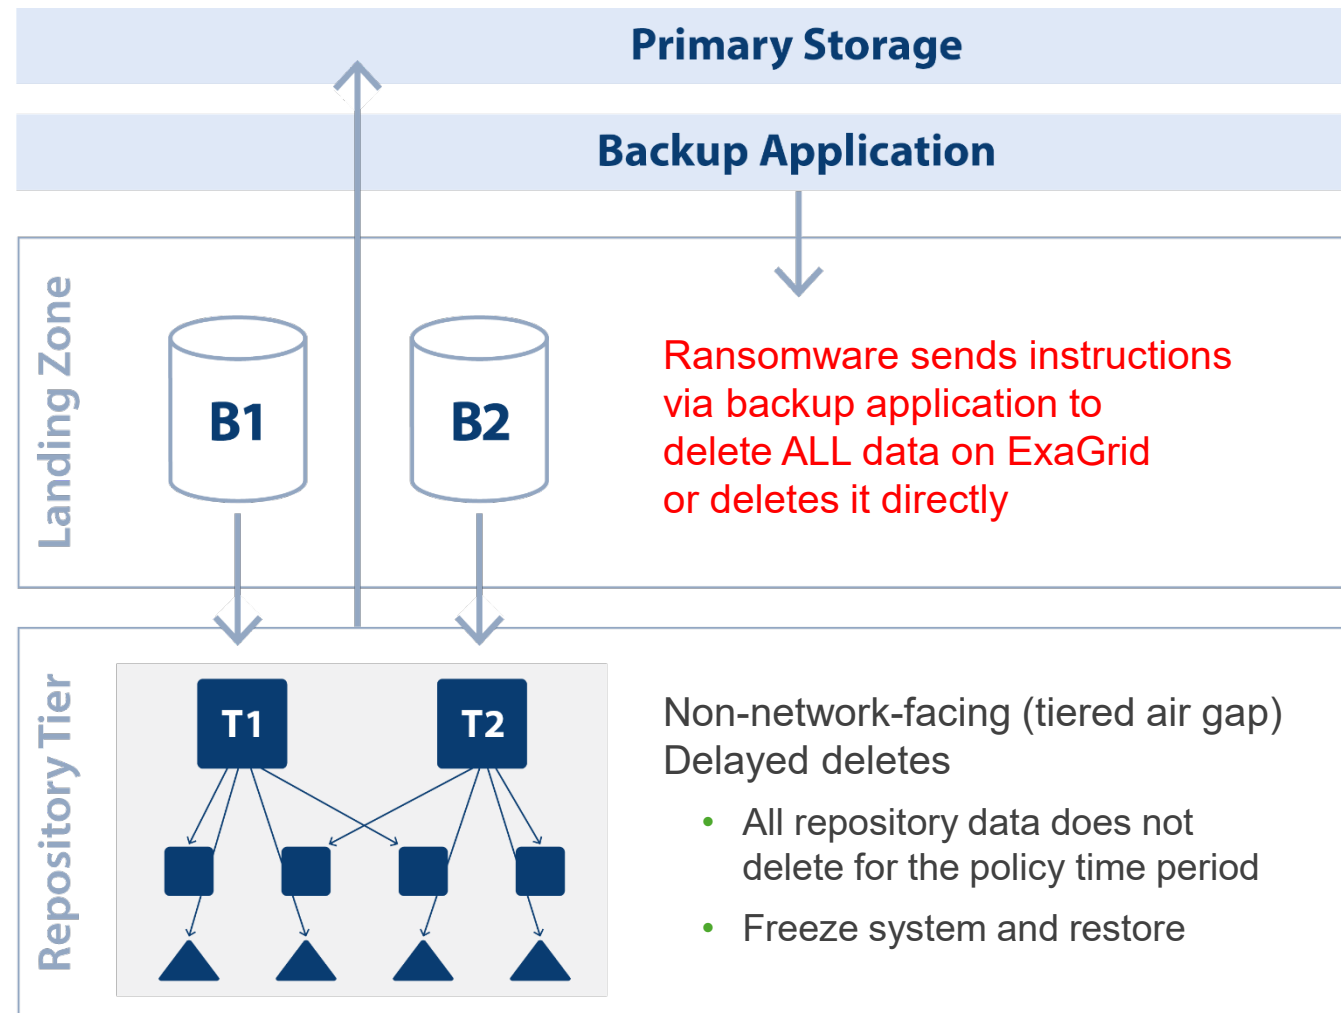 Primary Storage
Backup Application
Landing Zone
B1
B2
Ransomware sends instructions
via backup application to
delete ALL data on ExaGrid
or deletes it directly
Repository Tier
T1
T2
Non-network-facing (tiered air gap)
Delayed deletes
• All repository data does not
delete for the policy time period
• Freeze system and restore